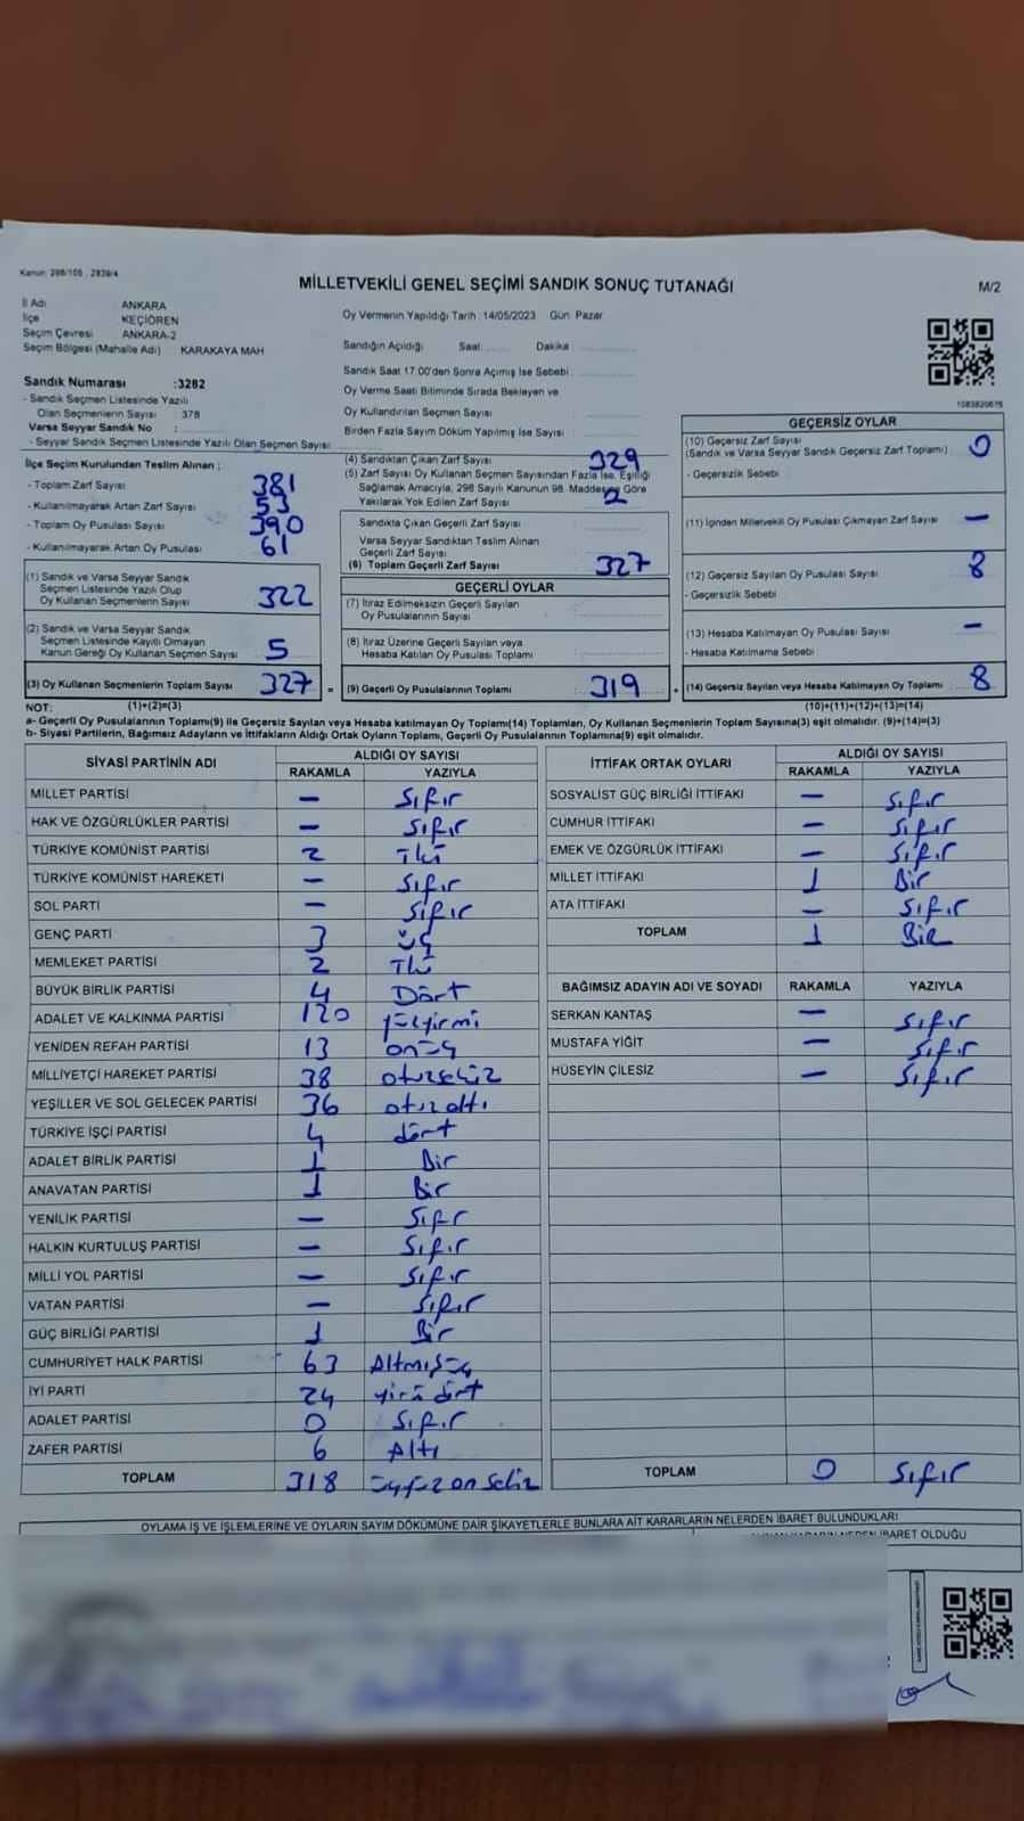 Kanun: 298/105 , 2839/4
MİLLETVEKİLİ GENEL SEÇİMİ SANDIK SONUÇ TUTANAĞI
M/2
İl Adı ANKARA
İlçe KEÇİÖREN
Seçim Çevresi ANKARA-2
Seçim Bölgesi (Mahalle Adı) KARAKAYA MAH
Oy Vermenin Yapıldığı Tarih :14/05/2023 Gün: Pazar
Sandığın Açıldığı Saat: Dakika:
Sandık Saat 17:00'den Sonra Açımış İse Sebebi:
Oy Verme Saati Bitiminde Sırada Bekleyen ve
Oy Kullandırılan Seçmen Sayısı
Birden Fazla Sayım Döküm Yapılmış İse Sayısı
Sandık Numarası :3282
- Sandık Seçmen Listesinde Yazılı
Olan Seçmenlerin Sayısı : 378
Varsa Seyyar Sandık No :
- Seyyar Sandık Seçmen Listesinde Yazılı Olan Seçmen Sayısı:
İlçe Seçim Kurulundan Teslim Alınan :
- Toplam Zarf Sayısı 381
- Kullanılmayarak Artan Zarf Sayısı 53
- Toplam Oy Pusulası Sayısı 390
- Kullanılmayarak Artan Oy Pusulası 61
(1) Sandık ve Varsa Seyyar Sandık
Seçmen Listesinde Yazılı Olup
Oy Kullanan Seçmenlerin Sayısı 322
(2) Sandık ve Varsa Seyyar Sandık
Seçmen Listesinde Kayıtlı Olmayan
Kanun Gereği Oy Kullanan Seçmen Sayısı 5
(3) Oy Kullanan Seçmenlerin Toplam Sayısı 327 =
(4) Sandıktan Çıkan Zarf Sayısı 329
(5) Zarf Sayısı Oy Kullanan Seçmen Sayısından Fazla İse, Eşitliği
Sağlamak Amacıyla, 298 Sayılı Kanunun 98. Maddesine Göre
Yakılarak Yok Edilen Zarf Sayısı 2
Sandıkta Çıkan Geçerli Zarf Sayısı
Varsa Seyyar Sandıktan Teslim Alınan
Geçerli Zarf Sayısı
(6) Toplam Geçerli Zarf Sayısı 327
GEÇERLİ OYLAR
(7) İtiraz Edilmeksizin Geçerli Sayılan
Oy Pusulalarının Sayısı
(8) İtiraz Üzerine Geçerli Sayılan veya
Hesaba Katılan Oy Pusulası Toplamı
(9) Geçerli Oy Pusulalarının Toplamı 319 +
1083820675
GEÇERSİZ OYLAR
(10) Geçersiz Zarf Sayısı 0
(Sandık ve Varsa Seyyar Sandık Geçersiz Zarf Toplamı)
- Geçersizlik Sebebi
(11) İçinden Milletvekili Oy Pusulası Çıkmayan Zarf Sayısı —
(12) Geçersiz Sayılan Oy Pusulası Sayısı 8
- Geçersizlik Sebebi
(13) Hesaba Katılmayan Oy Pusulası Sayısı —
- Hesaba Katılmama Sebebi
(14) Geçersiz Sayılan veya Hesaba Katılmayan Oy Toplamı 8
NOT: (1)+(2)=(3) (10)+(11)+(12)+(13)=(14)
a- Geçerli Oy Pusulalarının Toplamı(9) ile Geçersiz Sayılan veya Hesaba katılmayan Oy Toplamı(14) Toplamları, Oy Kullanan Seçmenlerin Toplam Sayısına(3) eşit olmalıdır. (9)+(14)=(3)
b- Siyasi Partilerin, Bağımsız Adayların ve İttifakların Aldığı Ortak Oyların Toplamı, Geçerli Oy Pusulalarının Toplamına(9) eşit olmalıdır.
SİYASİ PARTİNİN ADI ALDIĞI OY SAYISI
RAKAMLA YAZIYLA
MİLLET PARTİSİ — Sıfır
HAK VE ÖZGÜRLÜKLER PARTİSİ — Sıfır
TÜRKİYE KOMÜNİST PARTİSİ 2 İki
TÜRKİYE KOMÜNİST HAREKETİ — Sıfır
SOL PARTİ — Sıfır
GENÇ PARTİ 3 üç
MEMLEKET PARTİSİ 2 İki
BÜYÜK BİRLİK PARTİSİ 4 Dört
ADALET VE KALKINMA PARTİSİ 120 yüzyirmi
YENİDEN REFAH PARTİSİ 13 onüç
MİLLİYETÇİ HAREKET PARTİSİ 38 otuzsekiz
YEŞİLLER VE SOL GELECEK PARTİSİ 36 otuzaltı
TÜRKİYE İŞÇİ PARTİSİ 4 dört
ADALET BİRLİK PARTİSİ 1 Bir
ANAVATAN PARTİSİ 1 Bir
YENİLİK PARTİSİ — Sıfır
HALKIN KURTULUŞ PARTİSİ — Sıfır
MİLLİ YOL PARTİSİ — Sıfır
VATAN PARTİSİ — Sıfır
GÜÇ BİRLİĞİ PARTİSİ 1 Bir
CUMHURİYET HALK PARTİSİ 63 Altmışüç
İYİ PARTİ 24 yirmidört
ADALET PARTİSİ 0 Sıfır
ZAFER PARTİSİ 6 Altı
TOPLAM 318 üçyüzonsekiz
İTTİFAK ORTAK OYLARI ALDIĞI OY SAYISI
RAKAMLA YAZIYLA
SOSYALİST GÜÇ BİRLİĞİ İTTİFAKI — Sıfır
CUMHUR İTTİFAKI — Sıfır
EMEK VE ÖZGÜRLÜK İTTİFAKI — Sıfır
MİLLET İTTİFAKI 1 Bir
ATA İTTİFAKI — Sıfır
TOPLAM 1 Bir
BAĞIMSIZ ADAYIN ADI VE SOYADI RAKAMLA YAZIYLA
SERKAN KANTAŞ — Sıfır
MUSTAFA YİĞİT — Sıfır
HÜSEYİN ÇİLESİZ — Sıfır
TOPLAM 0 Sıfır
OYLAMA İŞ VE İŞLEMLERİNE VE OYLARIN SAYIM DÖKÜMÜNE DAİR ŞİKAYETLERLE BUNLARA AİT KARARLARIN NELERDEN İBARET BULUNDUKLARI
İBARET OLDUĞU